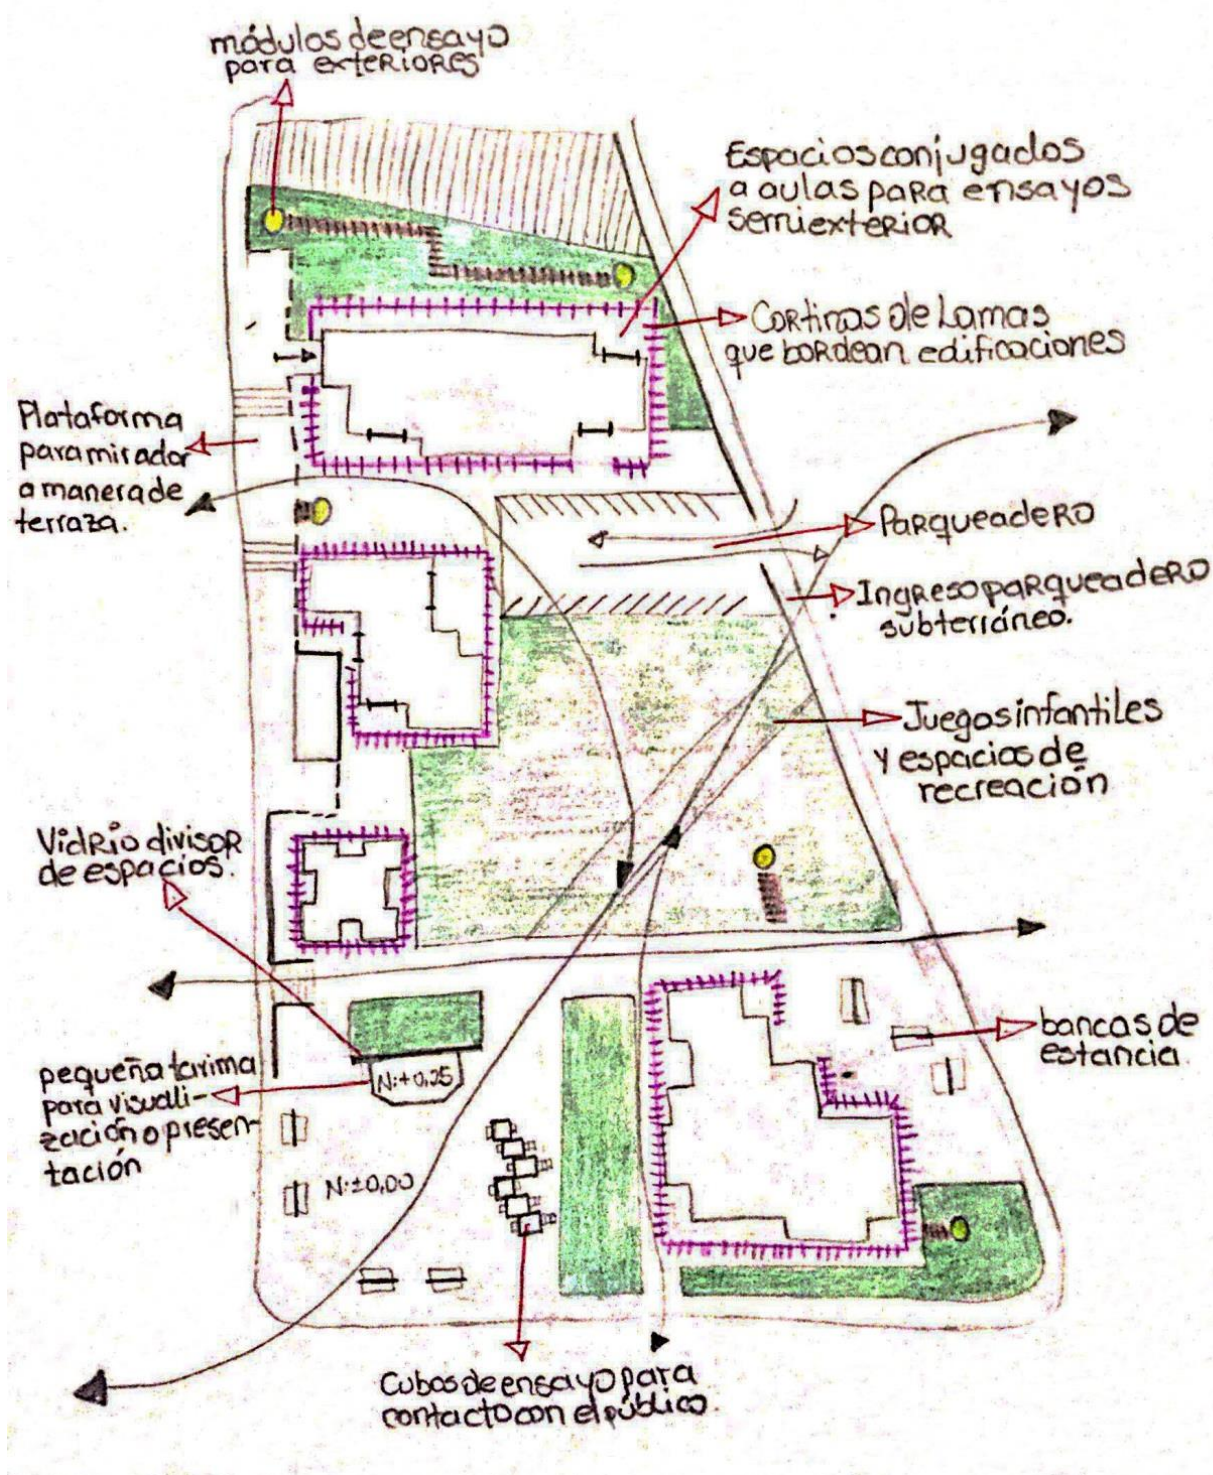 módulos de ensayo
para exteriores
Espacios conjugados
a aulas para ensayos
semiexterior
Cortinas de Lamas
que bordean edificaciones
Plataforma
para mirador
a manera de
terraza.
Parqueadero
Ingreso parqueadero
subterráneo.
Juegos infantiles
y espacios de
recreación
Vidrio divisor
de espacios.
bancas de
estancia.
pequeña tarima
para visuali-
zación o presen-
tación
N:+0,25
N:±0,00
Cubos de ensayo para
contacto con el público.